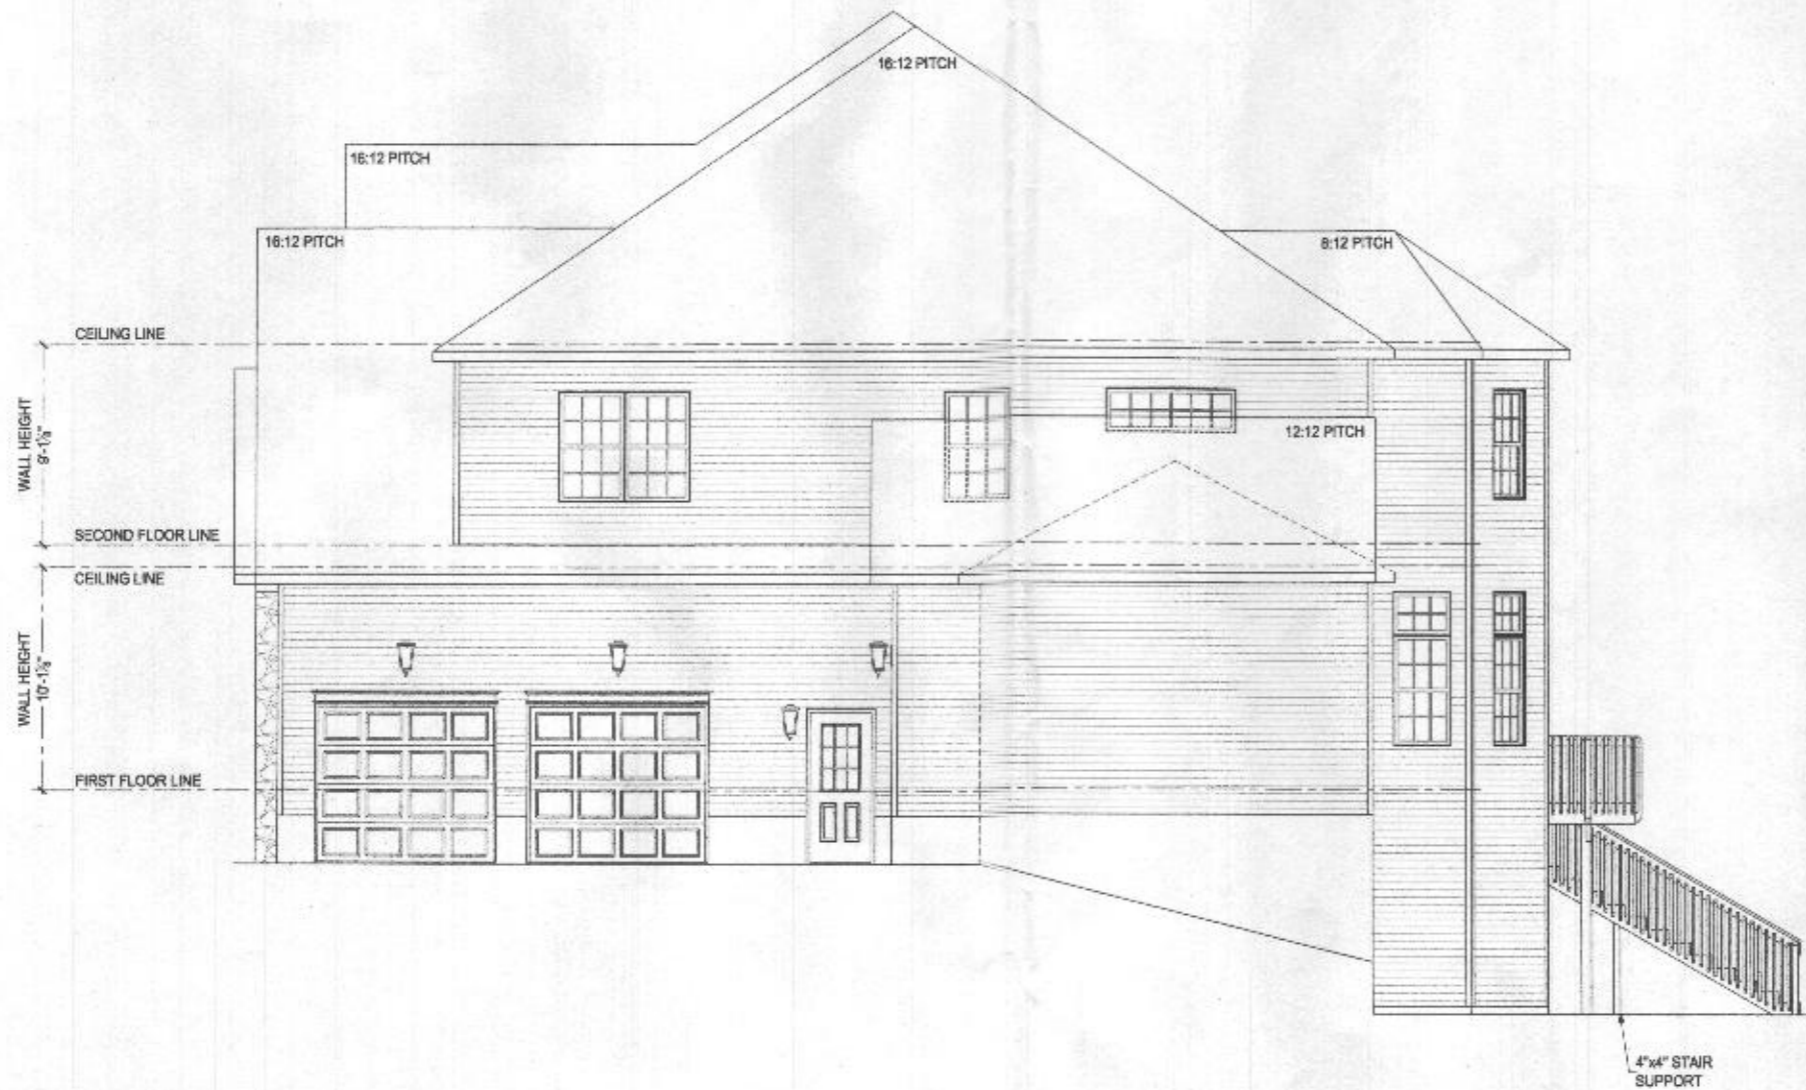 16:12 PITCH
16:12 PITCH
16:12 PITCH
8:12 PITCH
CEILING LINE
WALL HEIGHT
9'-1⅛"
12:12 PITCH
SECOND FLOOR LINE
CEILING LINE
WALL HEIGHT
10'-1⅛"
FIRST FLOOR LINE
4"x4" STAIR
SUPPORT